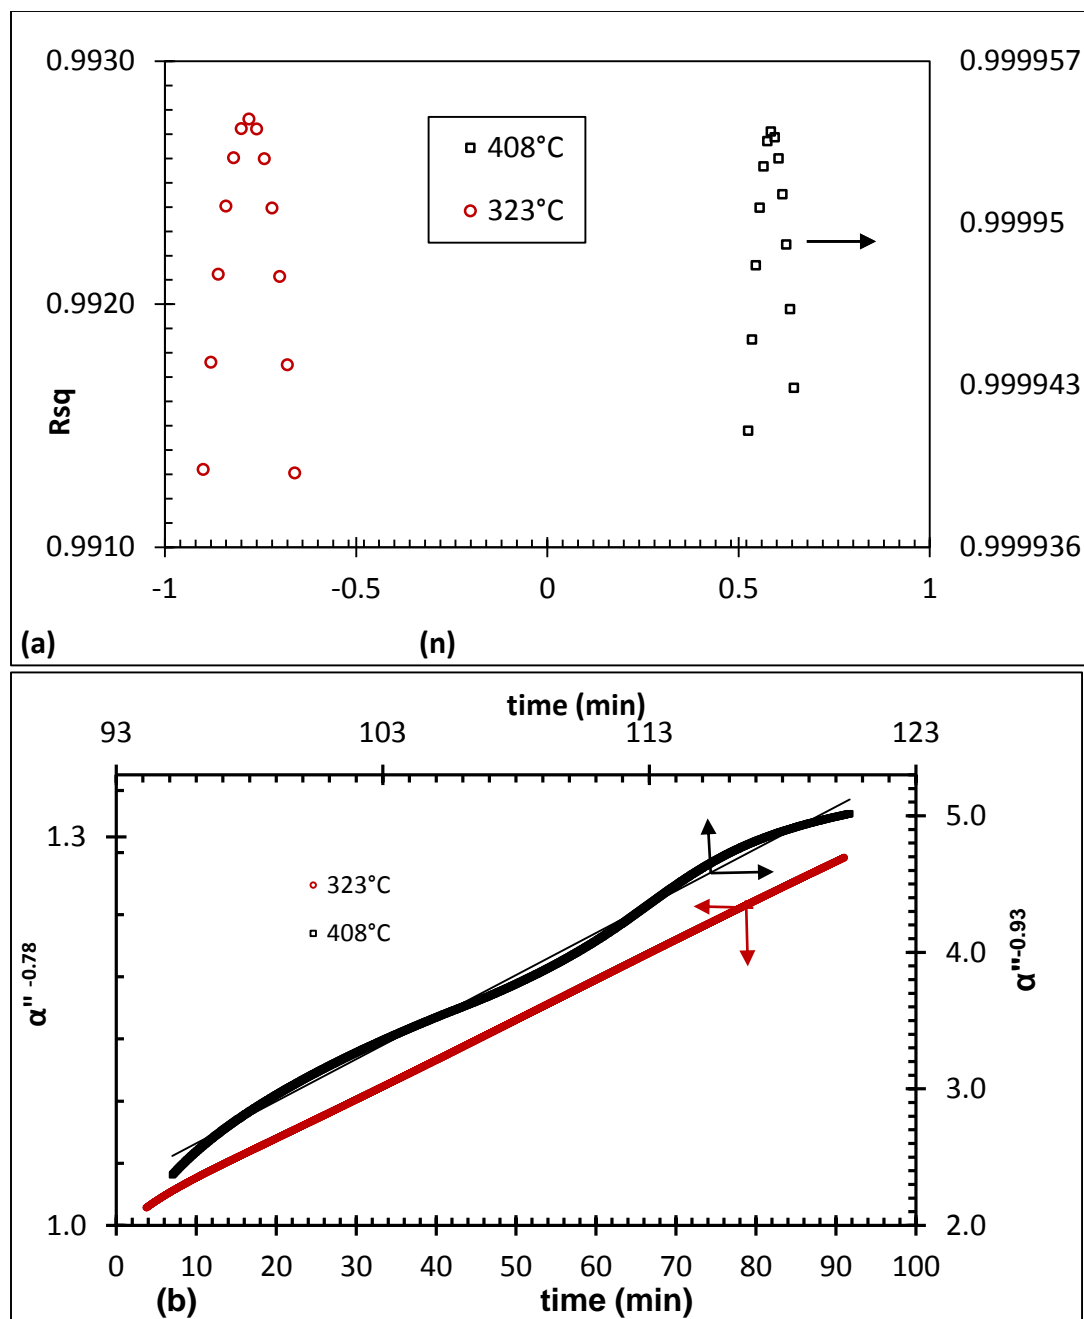 0.9930
0.999957
408°C
323°C
0.99995
0.9920
0.999943
Rsq
0.9910
0.999936
-1 -0.5 0 0.5 1
(a) (n)
time (min)
93 103 113 123
1.3
5.0
323°C
408°C
4.0
α'' -0.78
α''-0.93
3.0
1.0
2.0
0 10 20 30 40 50 60 70 80 90 100
(b) time (min)